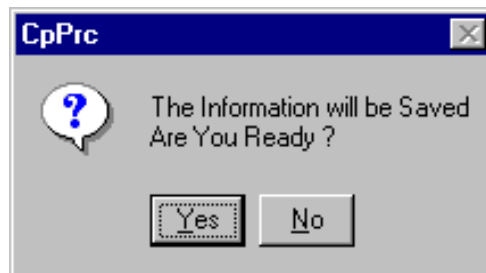 CpPrc
The Information will be Saved
Are You Ready ?
Yes No